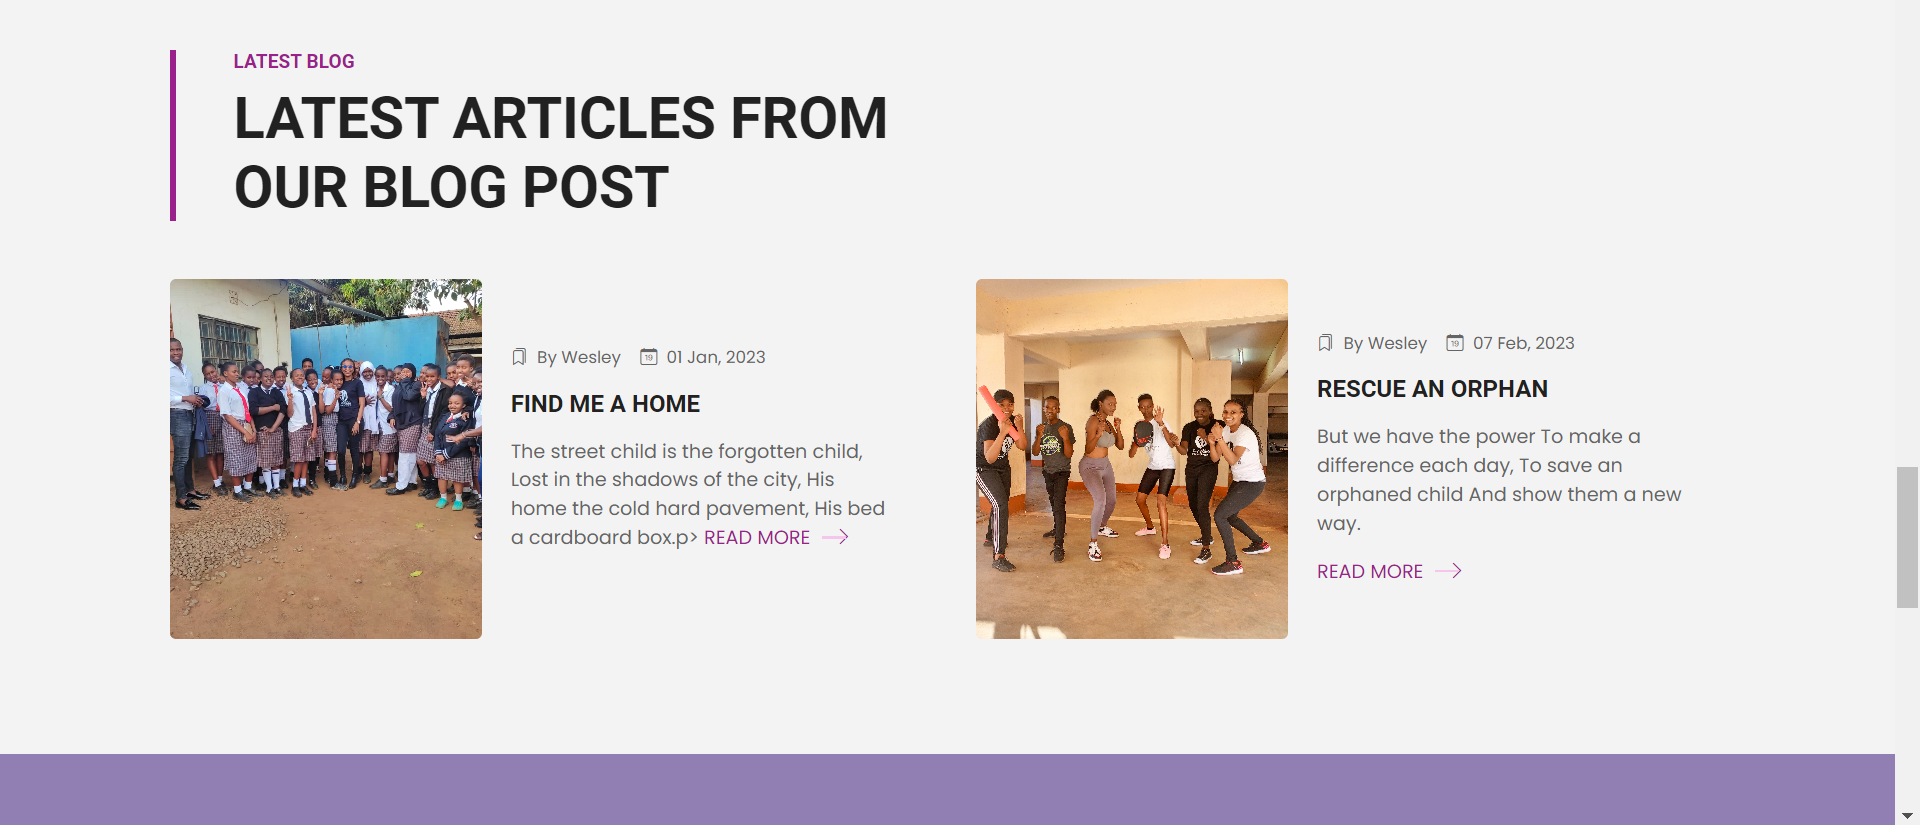 LATEST BLOG
LATEST ARTICLES FROM
OUR BLOG POST
By Wesley 19 01 Jan, 2023
FIND ME A HOME
The street child is the forgotten child,
Lost in the shadows of the city, His
home the cold hard pavement, His bed
a cardboard box.p> READ MORE
By Wesley 19 07 Feb, 2023
RESCUE AN ORPHAN
But we have the power To make a
difference each day, To save an
orphaned child And show them a new
way.
READ MORE